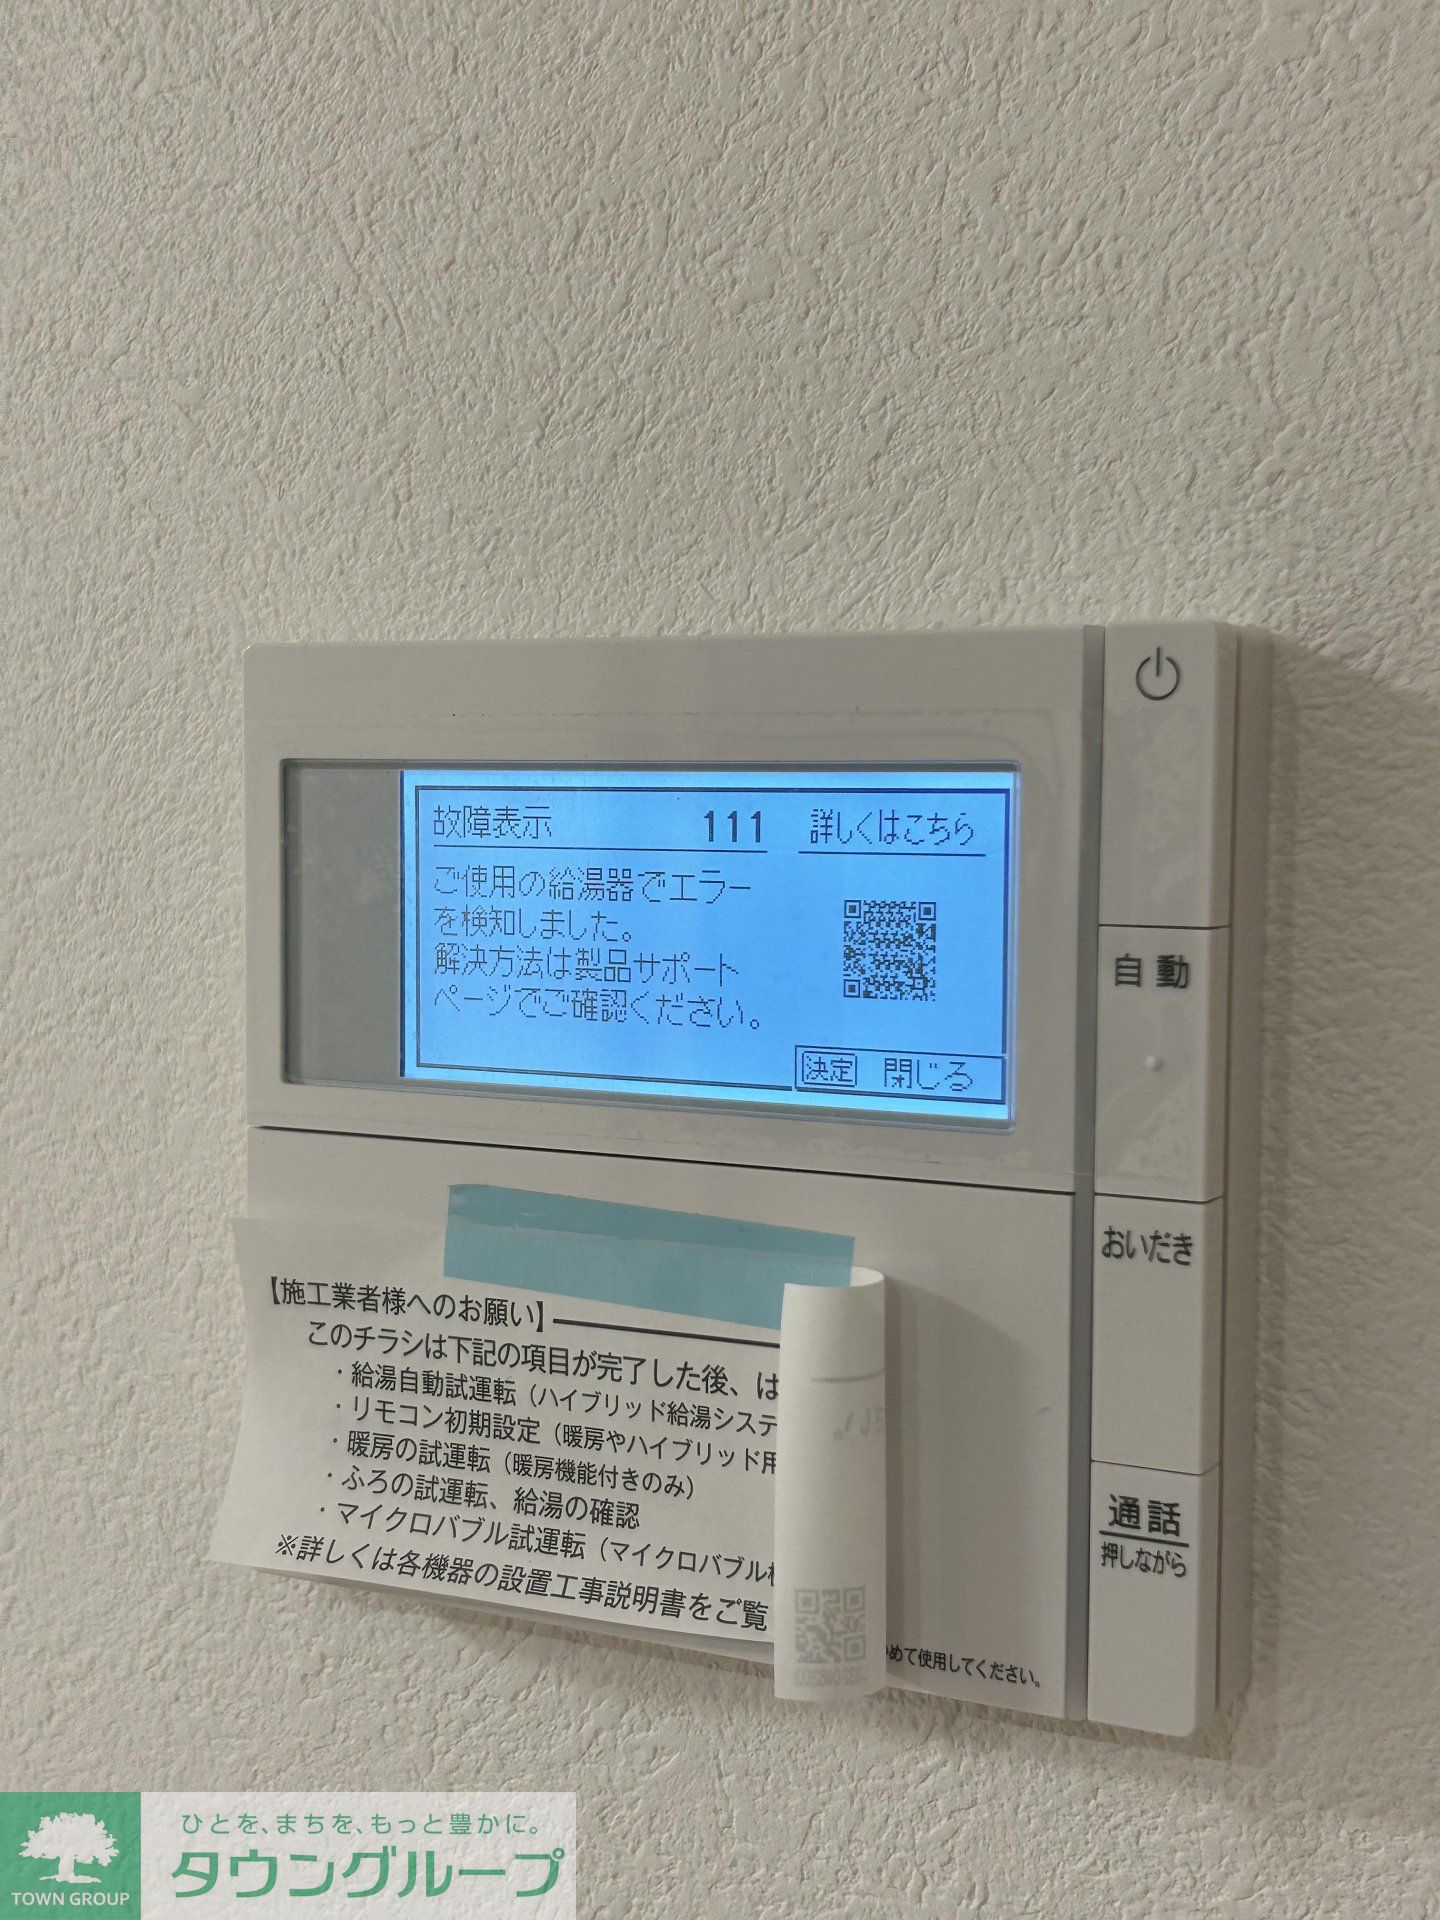 故障表示 111 詳しくはこちら
ご使用の給湯器でエラー
を検知しました。
解決方法は製品サポート
ページでご確認ください。
決定 閉じる
自動
おいだき
通話
押しながら
【施工業者様へのお願い】
このチラシは下記の項目が完了した後、は
・給湯自動試運転（ハイブリッド給湯システ
・リモコン初期設定（暖房やハイブリッド用
・暖房の試運転（暖房機能付きのみ）
・ふろの試運転、給湯の確認
・マイクロバブル試運転（マイクロバブル
※詳しくは各機器の設置工事説明書をご覧
めて使用してください。
ひとを、まちを、もっと豊かに。
タウングループ
TOWN GROUP